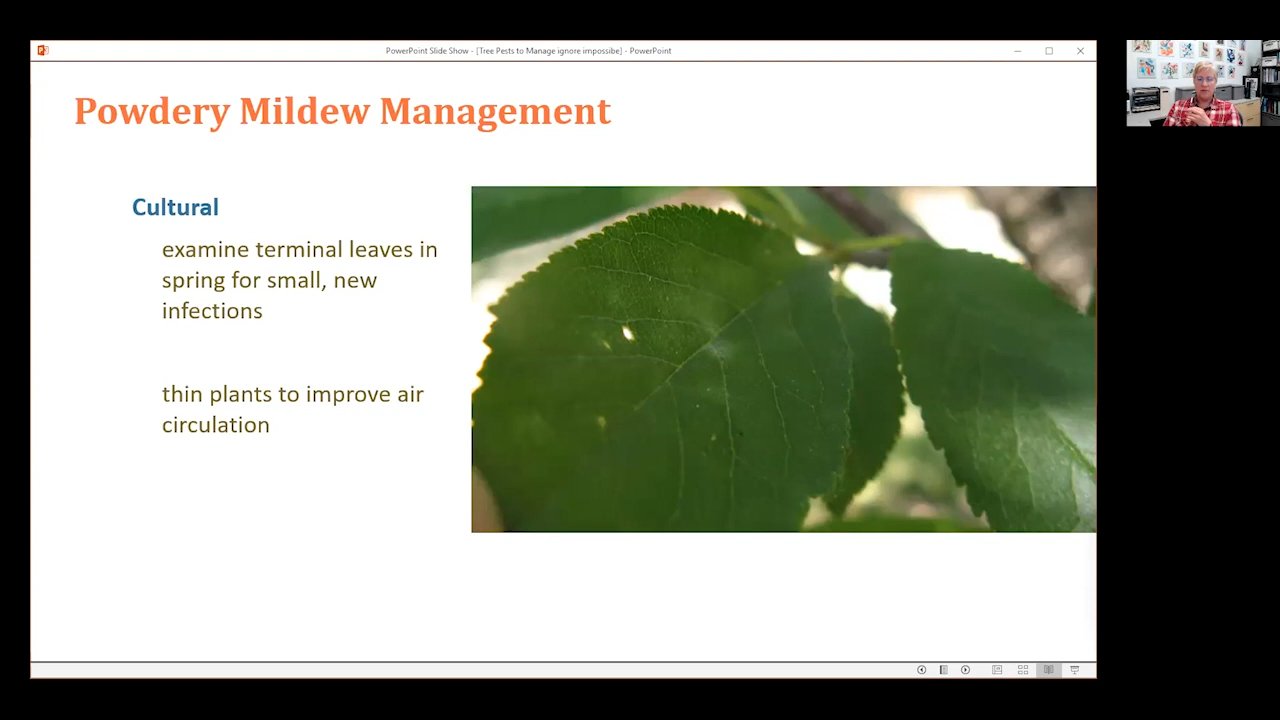 PowerPoint Slide Show - [Tree Pests to Manage ignore impossibe] - PowerPoint
Powdery Mildew Management
Cultural
examine terminal leaves in
spring for small, new
infections
thin plants to improve air
circulation